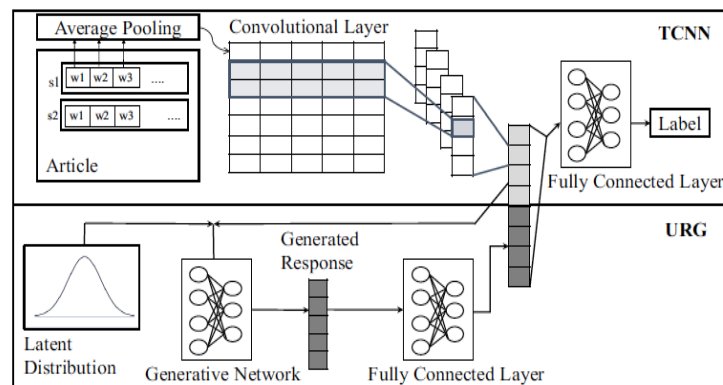 Average Pooling
Convolutional Layer
TCNN
s1 w1 w2 w3 ....
s2 w1 w2 w3 ....
Article
Label
Fully Connected Layer
URG
Generated
Response
Latent
Distribution
Generative Network
Fully Connected Layer